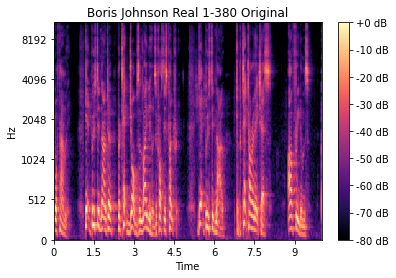 Boris Johnson Real 1-380 Original
Hz
8192
4096
2048
1024
512
0
0 1.5 3 4.5 6 7.5 9
Time
+0 dB
-10 dB
-20 dB
-30 dB
-40 dB
-50 dB
-60 dB
-70 dB
-80 dB